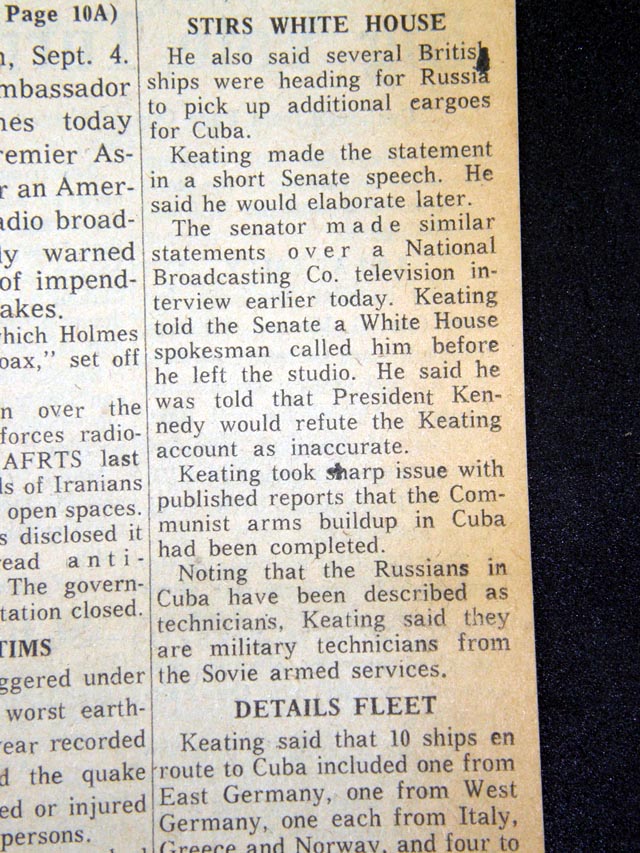 Page 10A)
, Sept. 4.
mbassador
nes today
remier As-
r an Amer-
adio broad-
ly warned
of impend-
akes.
which Holmes
oax," set off
n over the
forces radio-
AFRTS last
ls of Iranians
open spaces.
s disclosed it
read anti-
The govern-
tation closed.
TIMS
ggered under
worst earth-
year recorded
d the quake
ed or injured
persons.
STIRS WHITE HOUSE
He also said several British
ships were heading for Russia
to pick up additional eargoes
for Cuba.
Keating made the statement
in a short Senate speech. He
said he would elaborate later.
The senator made similar
statements over a National
Broadcasting Co. television in-
terview earlier today. Keating
told the Senate a White House
spokesman called him before
he left the studio. He said he
was told that President Ken-
nedy would refute the Keating
account as inaccurate.
Keating took sharp issue with
published reports that the Com-
munist arms buildup in Cuba
had been completed.
Noting that the Russians in
Cuba have been described as
technicians, Keating said they
are military technicians from
the Sovie armed services.
DETAILS FLEET
Keating said that 10 ships en
route to Cuba included one from
East Germany, one from West
Germany, one each from Italy,
Greece and Norway, and four to